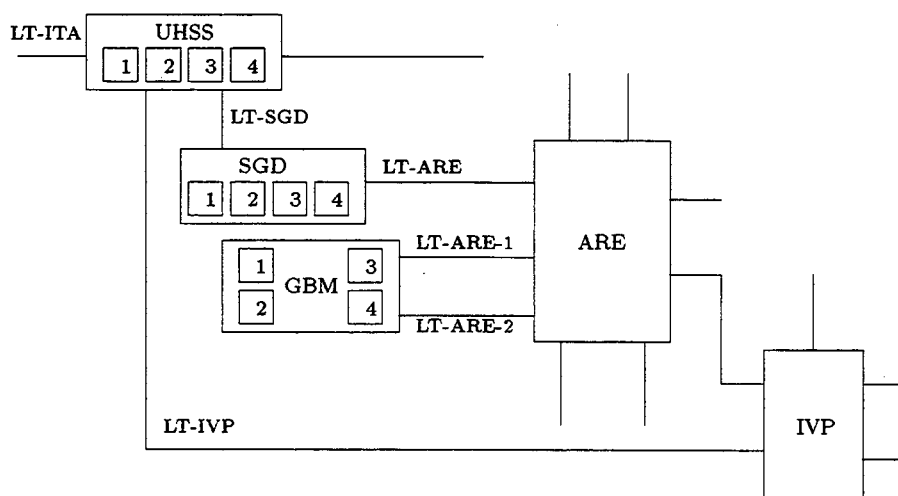 LT-ITA
UHSS
1 2 3 4
LT-SGD
SGD
1 2 3 4
LT-ARE
ARE
LT-ARE-1
GBM
1
3
2
4
LT-ARE-2
LT-IVP
IVP